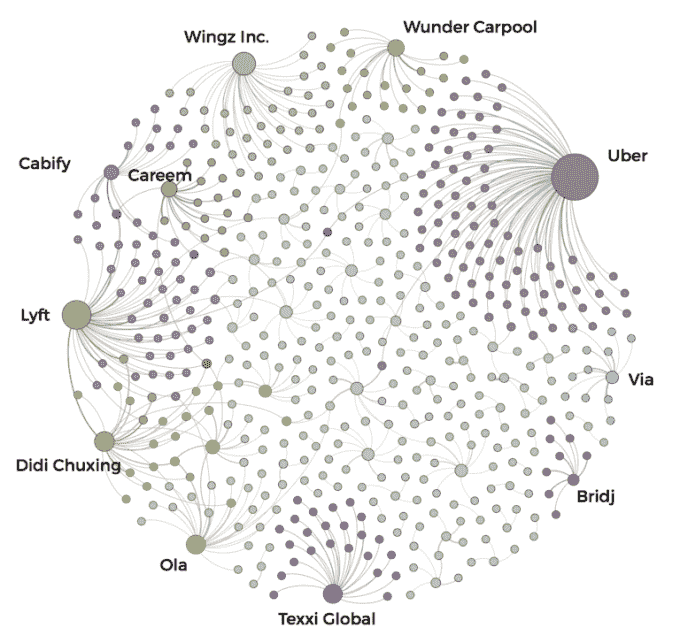 Wunder Carpool
Wingz Inc.
Uber
Cabify
Careem
Lyft
Via
Didi Chuxing
Bridj
Ola
Texxi Global